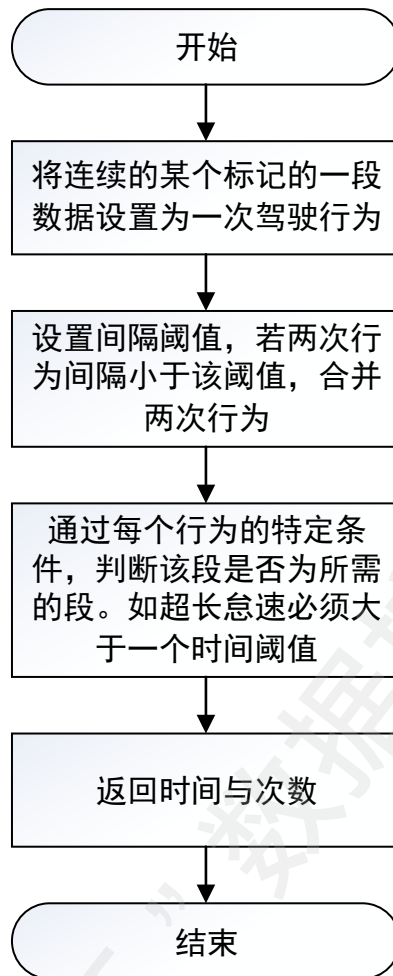 开始
将连续的某个标记的一段
数据设置为一次驾驶行为
设置间隔阈值，若两次行
为间隔小于该阈值，合并
两次行为
通过每个行为的特定条
件，判断该段是否为所需
的段。如超长怠速必须大
于一个时间阈值
返回时间与次数
结束
”数据